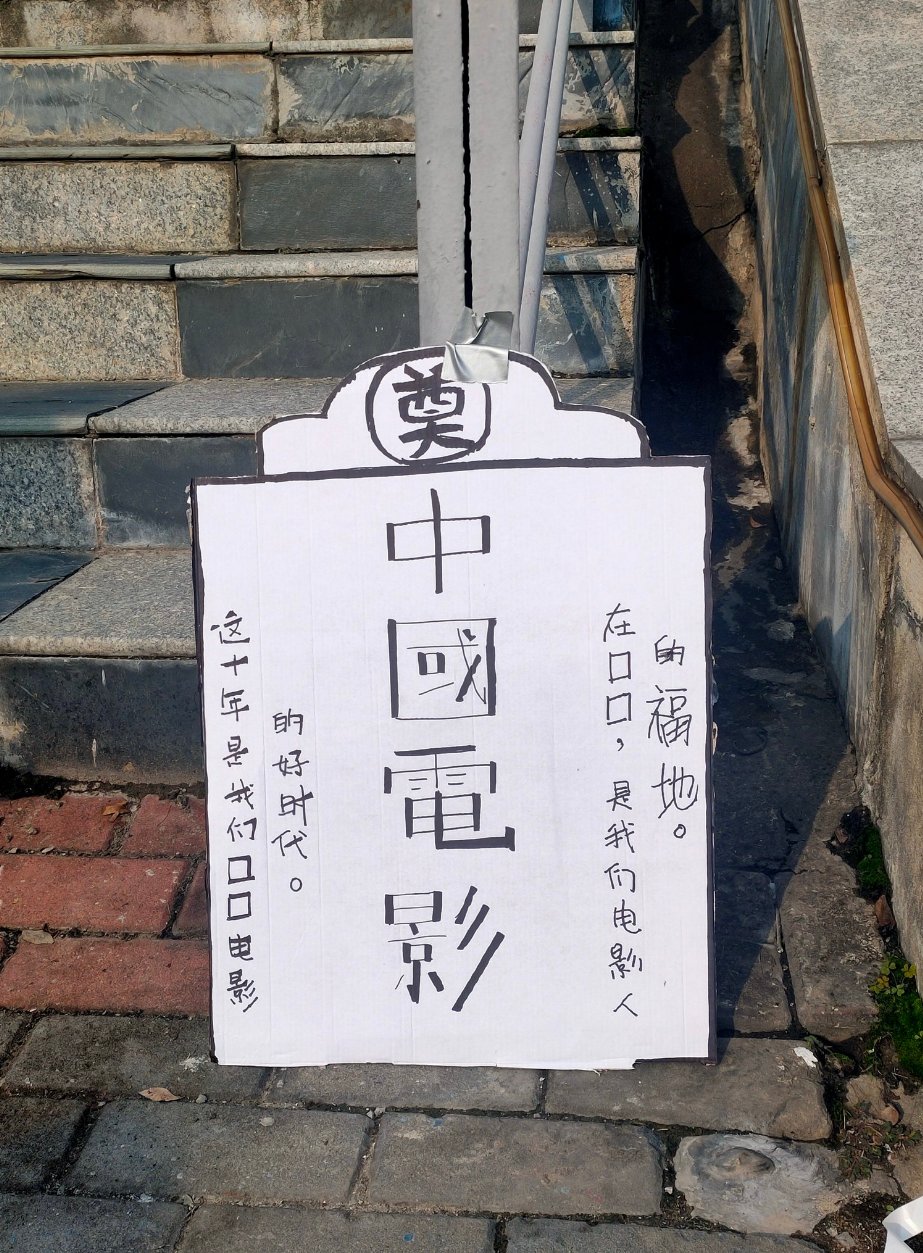 奠
中國電影
在口口，是我们电影人
的福地。
这十年是我们口口电影
的好时代。